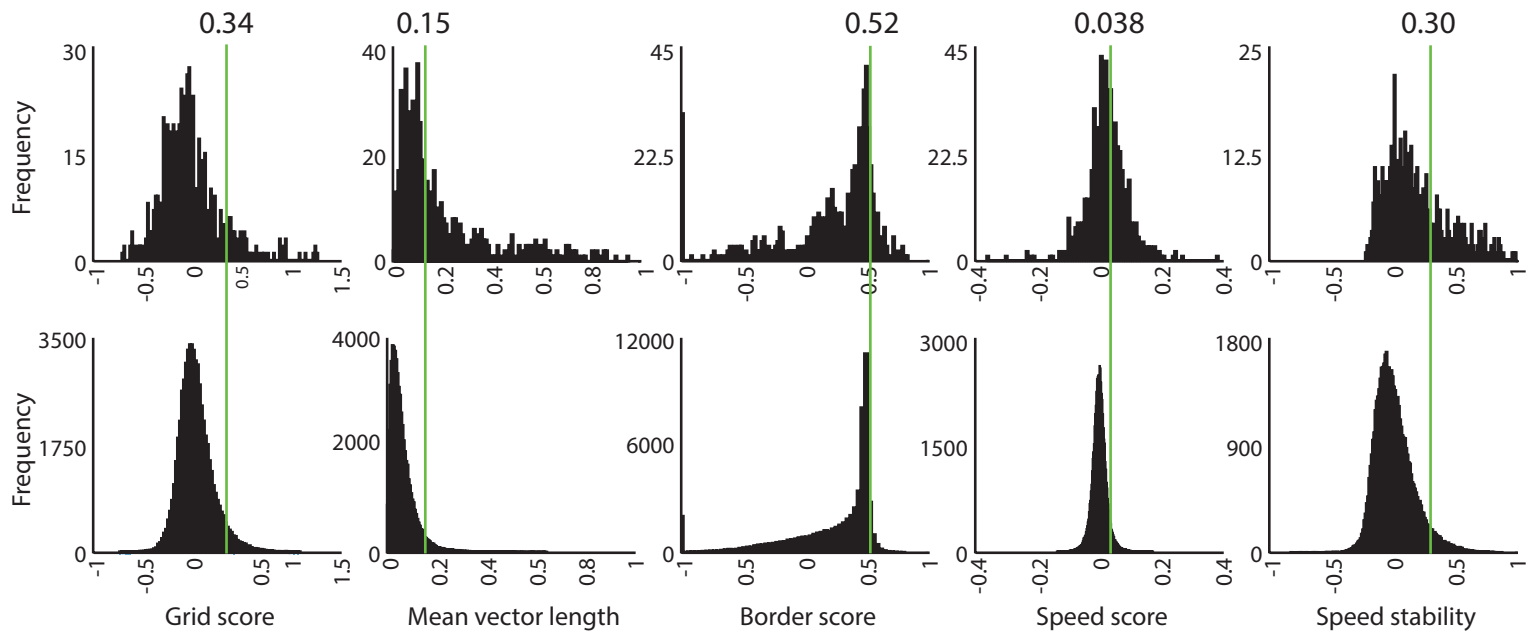 0.34 0.15 0.52 0.038 0.30
30 40 45 45 25
Frequency
15 20 22.5 22.5 12.5
0 0 0 0 0
-1 -0.5 0 0.5 1 1.5 0 0.2 0.4 0.6 0.8 1 -1 -0.5 0 0.5 1 -0.4 -0.2 0 0.2 0.4 -1 -0.5 0 0.5 1
3500 4000 12000 3000 1800
Frequency
1750 2000 6000 1500 900
0 0 0 0 0
-1 -0.5 0 0.5 1 1.5 0 0.2 0.4 0.6 0.8 1 -1 -0.5 0 0.5 1 -0.4 -0.2 0 0.2 0.4 -1 -0.5 0 0.5 1
Grid score Mean vector length Border score Speed score Speed stability